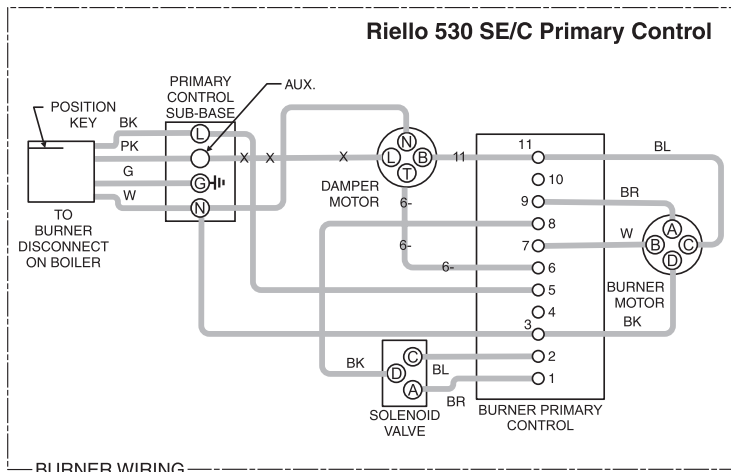 Riello 530 SE/C Primary Control
PRIMARY
CONTROL
SUB-BASE
AUX.
POSITION
KEY
BK
PK
G
W
L
G
N
X X X
TO
BURNER
DISCONNECT
ON BOILER
N
L B
T
DAMPER
MOTOR
11
6-
6-
6-
11
10
9
8
7
6
5
4
3
2
1
BL
BR
W
A
B C
D
BURNER
MOTOR
BK
BK
C
D
A
BL
BR
SOLENOID
VALVE
BURNER PRIMARY
CONTROL
BURNER WIRING